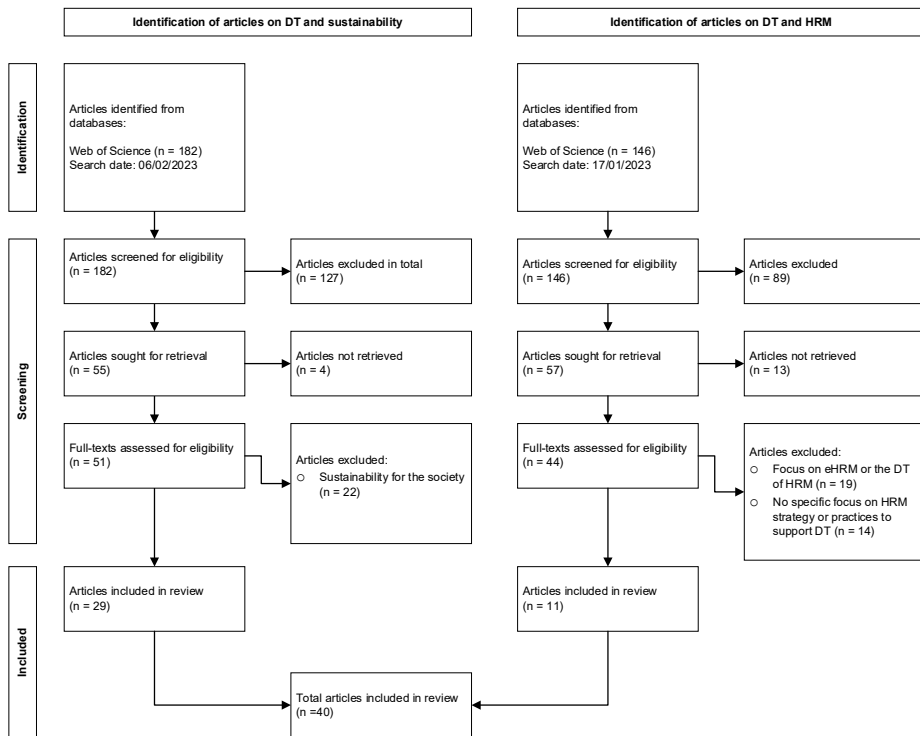 Identification of articles on DT and sustainability
Identification of articles on DT and HRM
Identification
Articles identified from
databases:
Web of Science (n = 182)
Search date: 06/02/2023
Articles identified from
databases:
Web of Science (n = 146)
Search date: 17/01/2023
Screening
Articles screened for eligibility
(n = 182)
Articles excluded in total
(n = 127)
Articles screened for eligibility
(n = 146)
Articles excluded
(n = 89)
Articles sought for retrieval
(n = 55)
Articles not retrieved
(n = 4)
Articles sought for retrieval
(n = 57)
Articles not retrieved
(n = 13)
Full-texts assessed for eligibility
(n = 51)
Articles excluded:
○ Sustainability for the society
(n = 22)
Full-texts assessed for eligibility
(n = 44)
Articles excluded:
○ Focus on eHRM or the DT
of HRM (n = 19)
○ No specific focus on HRM
strategy or practices to
support DT (n = 14)
Included
Articles included in review
(n = 29)
Articles included in review
(n = 11)
Total articles included in review
(n =40)